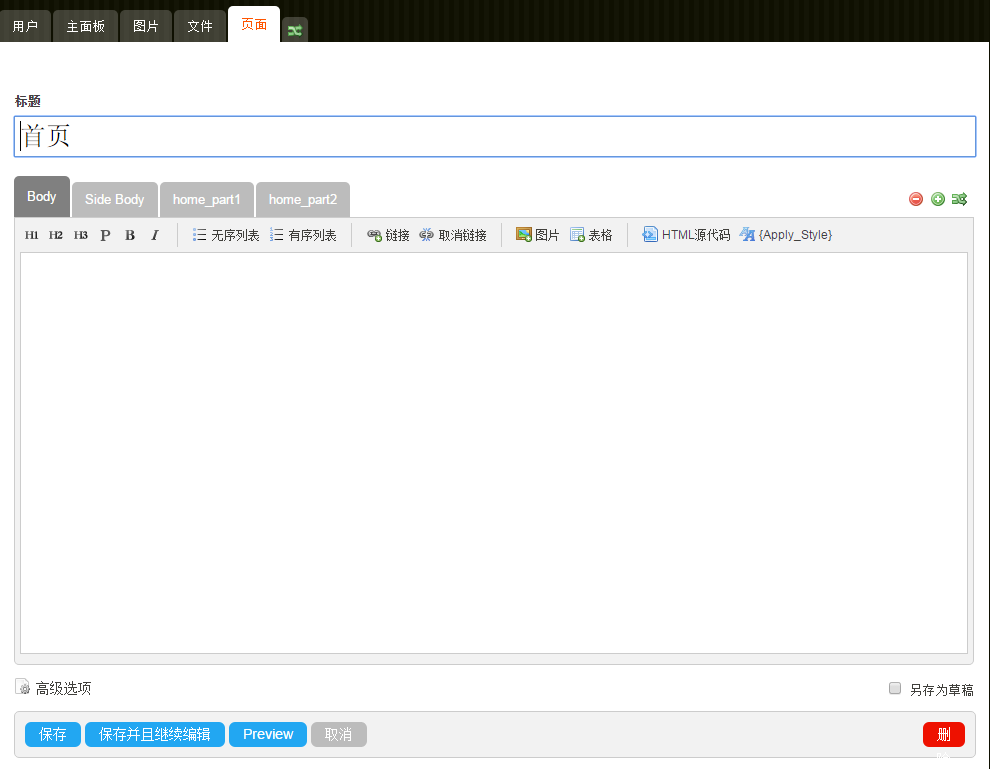 用户 主面板 图片 文件 页面
标题
首页
Body Side Body home_part1 home_part2
H1 H2 H3 P B I 无序列表 有序列表 链接 取消链接 图片 表格 HTML源代码 {Apply_Style}
高级选项 另存为草稿
保存 保存并且继续编辑 Preview 取消 删